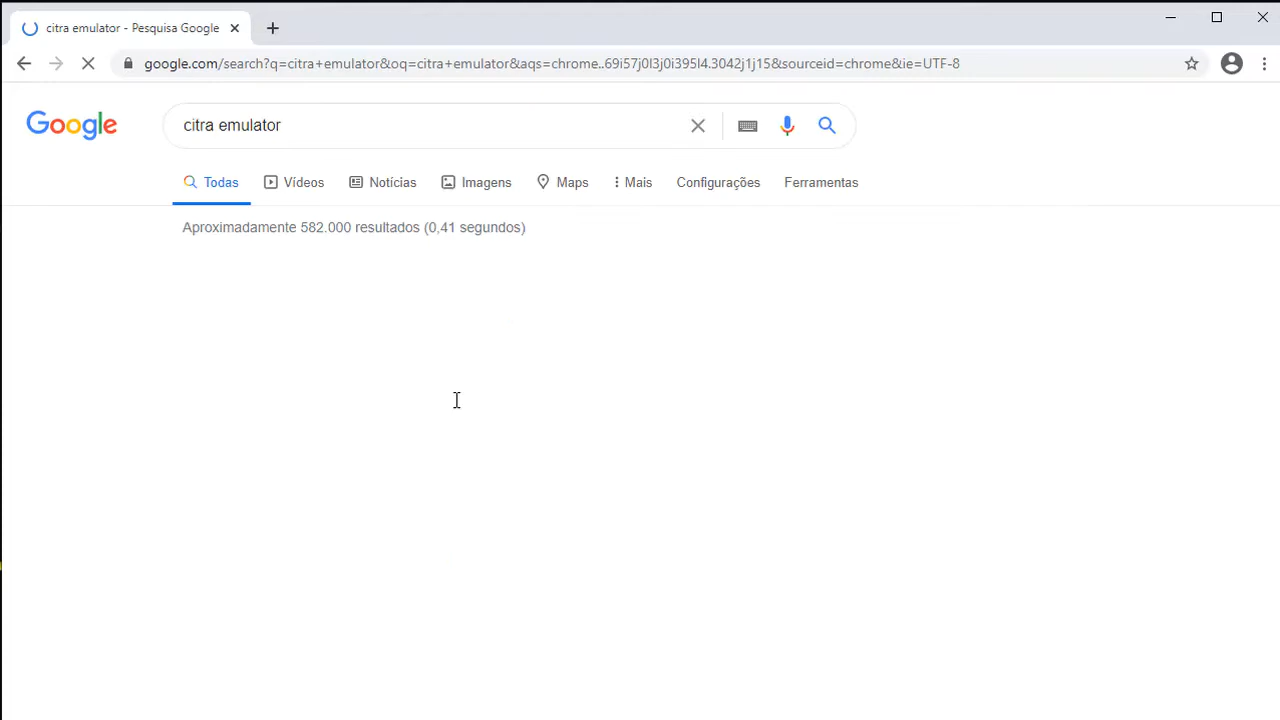 citra emulator - Pesquisa Google
google.com/search?q=citra+emulator&oq=citra+emulator&aqs=chrome..69i57j0l3j0i395l4.3042j1j15&sourceid=chrome&ie=UTF-8
Google
citra emulator
Todas Vídeos Notícias Imagens Maps Mais Configurações Ferramentas
Aproximadamente 582.000 resultados (0,41 segundos)